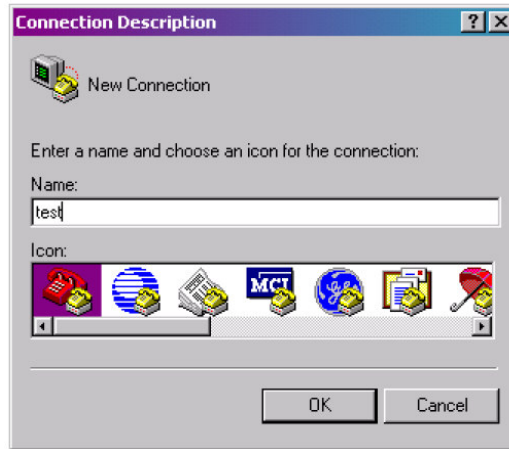 Connection Description
New Connection
Enter a name and choose an icon for the connection:
Name:
test
Icon:
MCI
OK Cancel